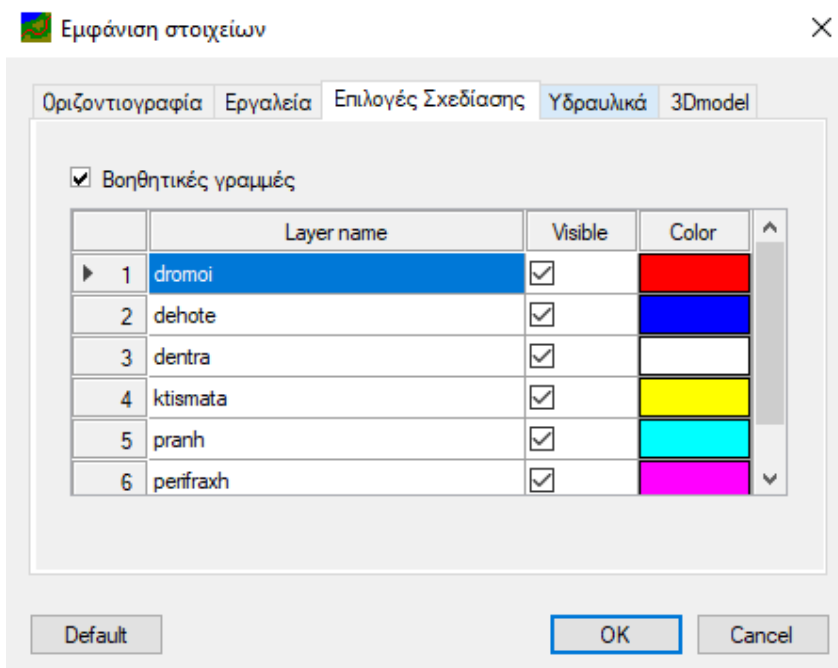 Εμφάνιση στοιχείων
Οριζοντιογραφία Εργαλεία Επιλογές Σχεδίασης Υδραυλικά 3Dmodel
Βοηθητικές γραμμές
Layer name Visible Color
1 dromoi
2 dehote
3 dentra
4 ktismata
5 pranh
6 perifraxh
Default OK Cancel